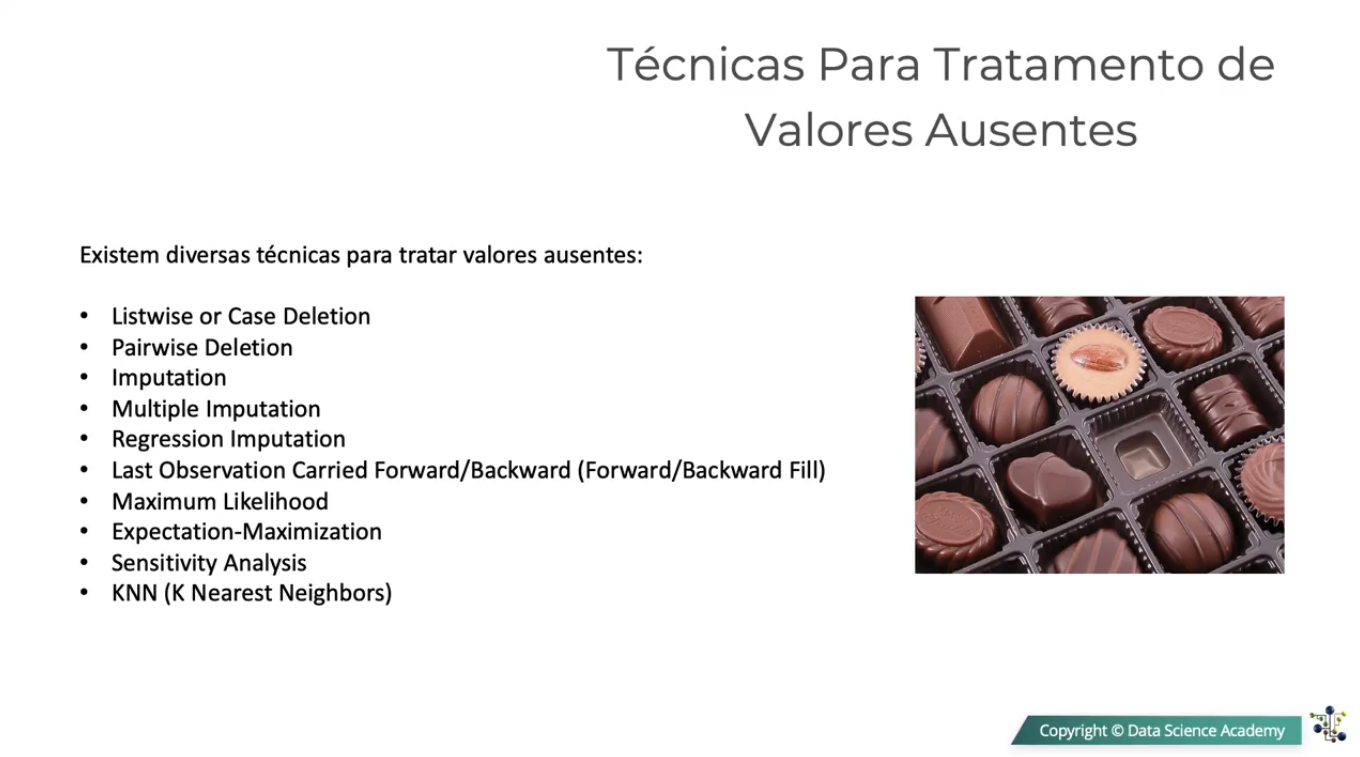 Técnicas Para Tratamento de
Valores Ausentes
Existem diversas técnicas para tratar valores ausentes:
• Listwise or Case Deletion
• Pairwise Deletion
• Imputation
• Multiple Imputation
• Regression Imputation
• Last Observation Carried Forward/Backward (Forward/Backward Fill)
• Maximum Likelihood
• Expectation-Maximization
• Sensitivity Analysis
• KNN (K Nearest Neighbors)
Copyright © Data Science Academy